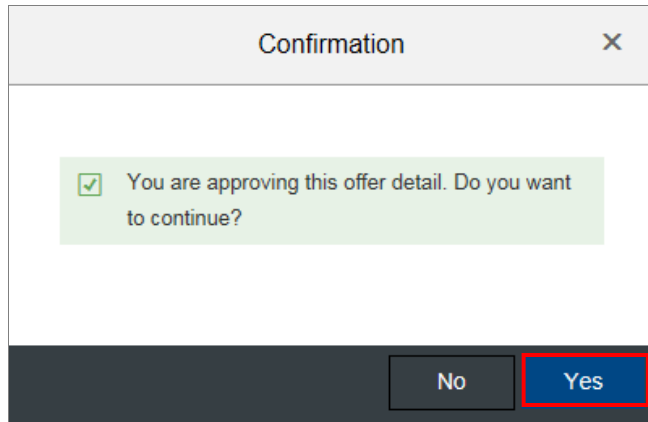 Confirmation ×
You are approving this offer detail. Do you want
to continue?
No Yes